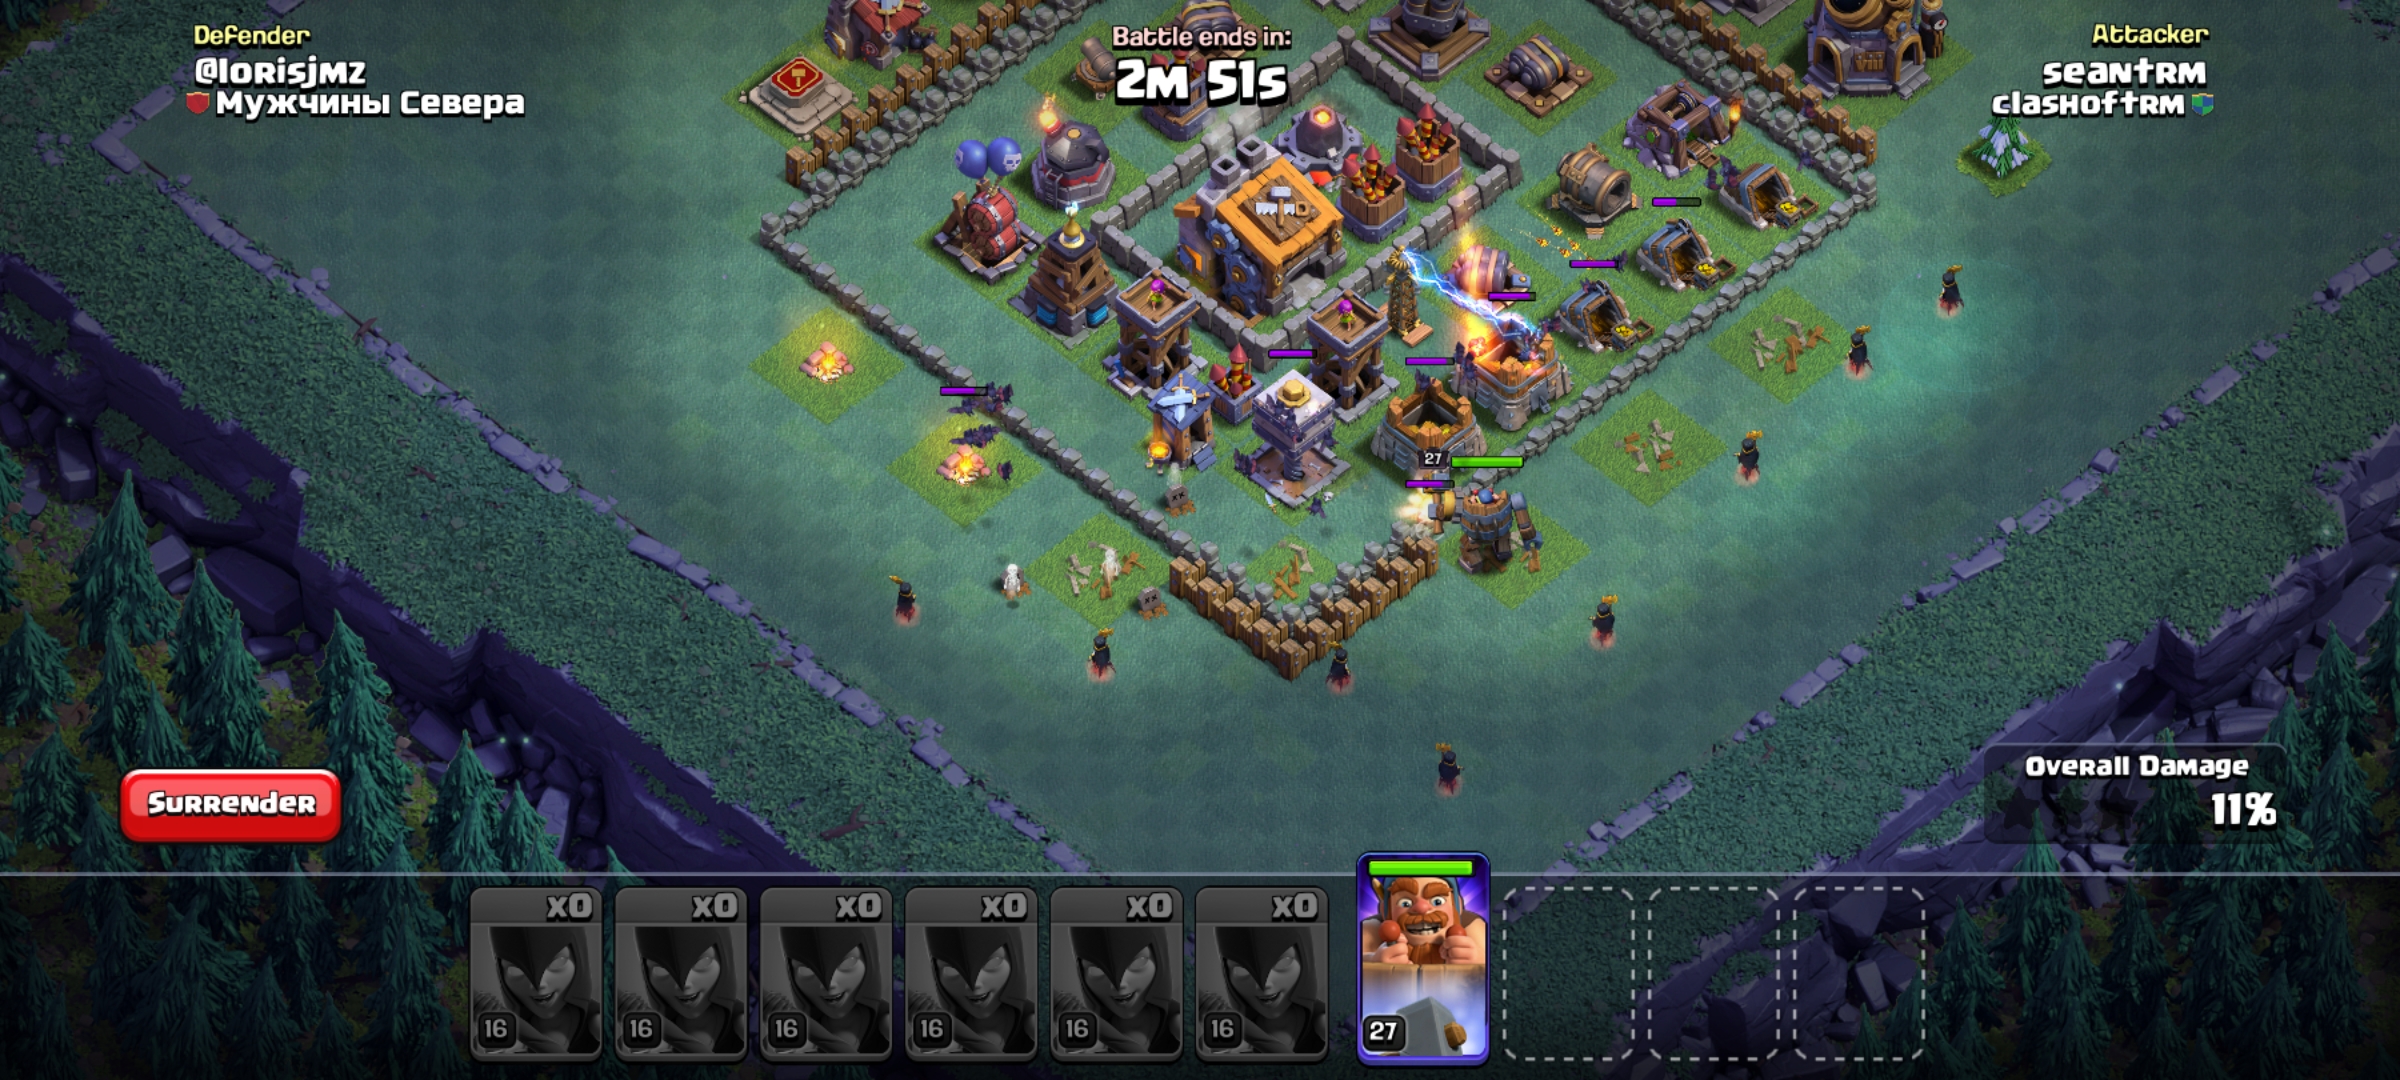 Defender
@lorisjmz
Мужчины Севера
Battle ends in:
2m 51s
Attacker
seantrm
clashoftrm
27
Surrender
Overall Damage
11%
x0
x0
x0
x0
x0
x0
16
16
16
16
16
16
27